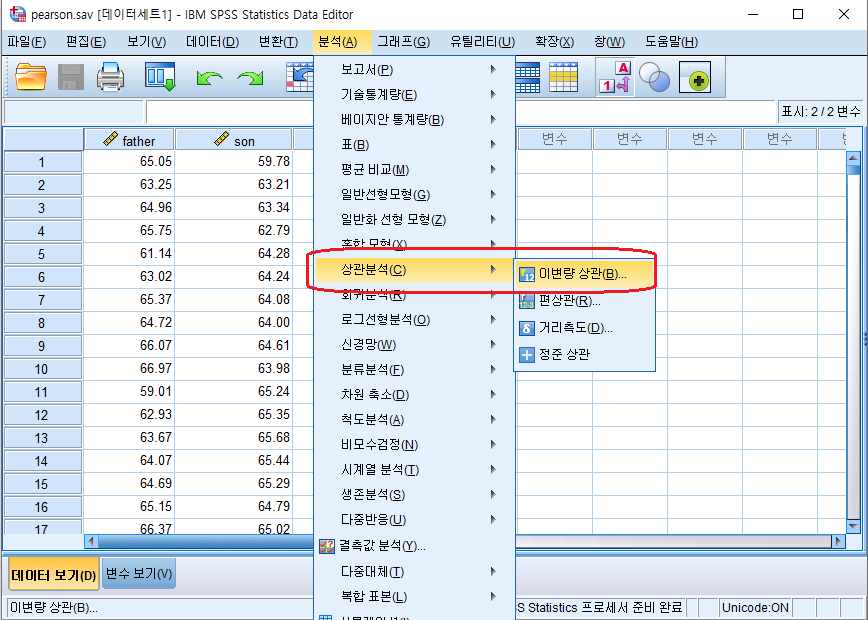 pearson.sav [데이터세트1] - IBM SPSS Statistics Data Editor
파일(F) 편집(E) 보기(V) 데이터(D) 변환(T) 분석(A) 그래프(G) 유틸리티(U) 확장(X) 창(W) 도움말(H)
표시: 2 / 2 변수
father son 변수 변수 변수 변수
1 65.05 59.78
2 63.25 63.21
3 64.96 63.34
4 65.75 62.79
5 61.14 64.28
6 63.02 64.24
7 65.37 64.08
8 64.72 64.00
9 66.07 64.61
10 66.97 63.98
11 59.01 65.24
12 62.93 65.35
13 63.67 65.68
14 64.07 65.44
15 64.69 65.29
16 65.15 64.79
17 66.37 65.02
보고서(P)
기술통계량(E)
베이지안 통계량(B)
표(B)
평균 비교(M)
일반선형모형(G)
일반화 선형 모형(Z)
혼합 모형(X)
상관분석(C)
회귀분석(R)
로그선형분석(O)
신경망(W)
분류분석(F)
차원 축소(D)
척도분석(A)
비모수검정(N)
시계열 분석(T)
생존분석(S)
다중반응(U)
결측값 분석(Y)...
다중대체(T)
복합 표본(L)
이변량 상관(B)...
편상관(R)...
거리측도(D)...
정준 상관
데이터 보기(D) 변수 보기(V)
이변량 상관(B)... SS Statistics 프로세서 준비 완료 Unicode:ON